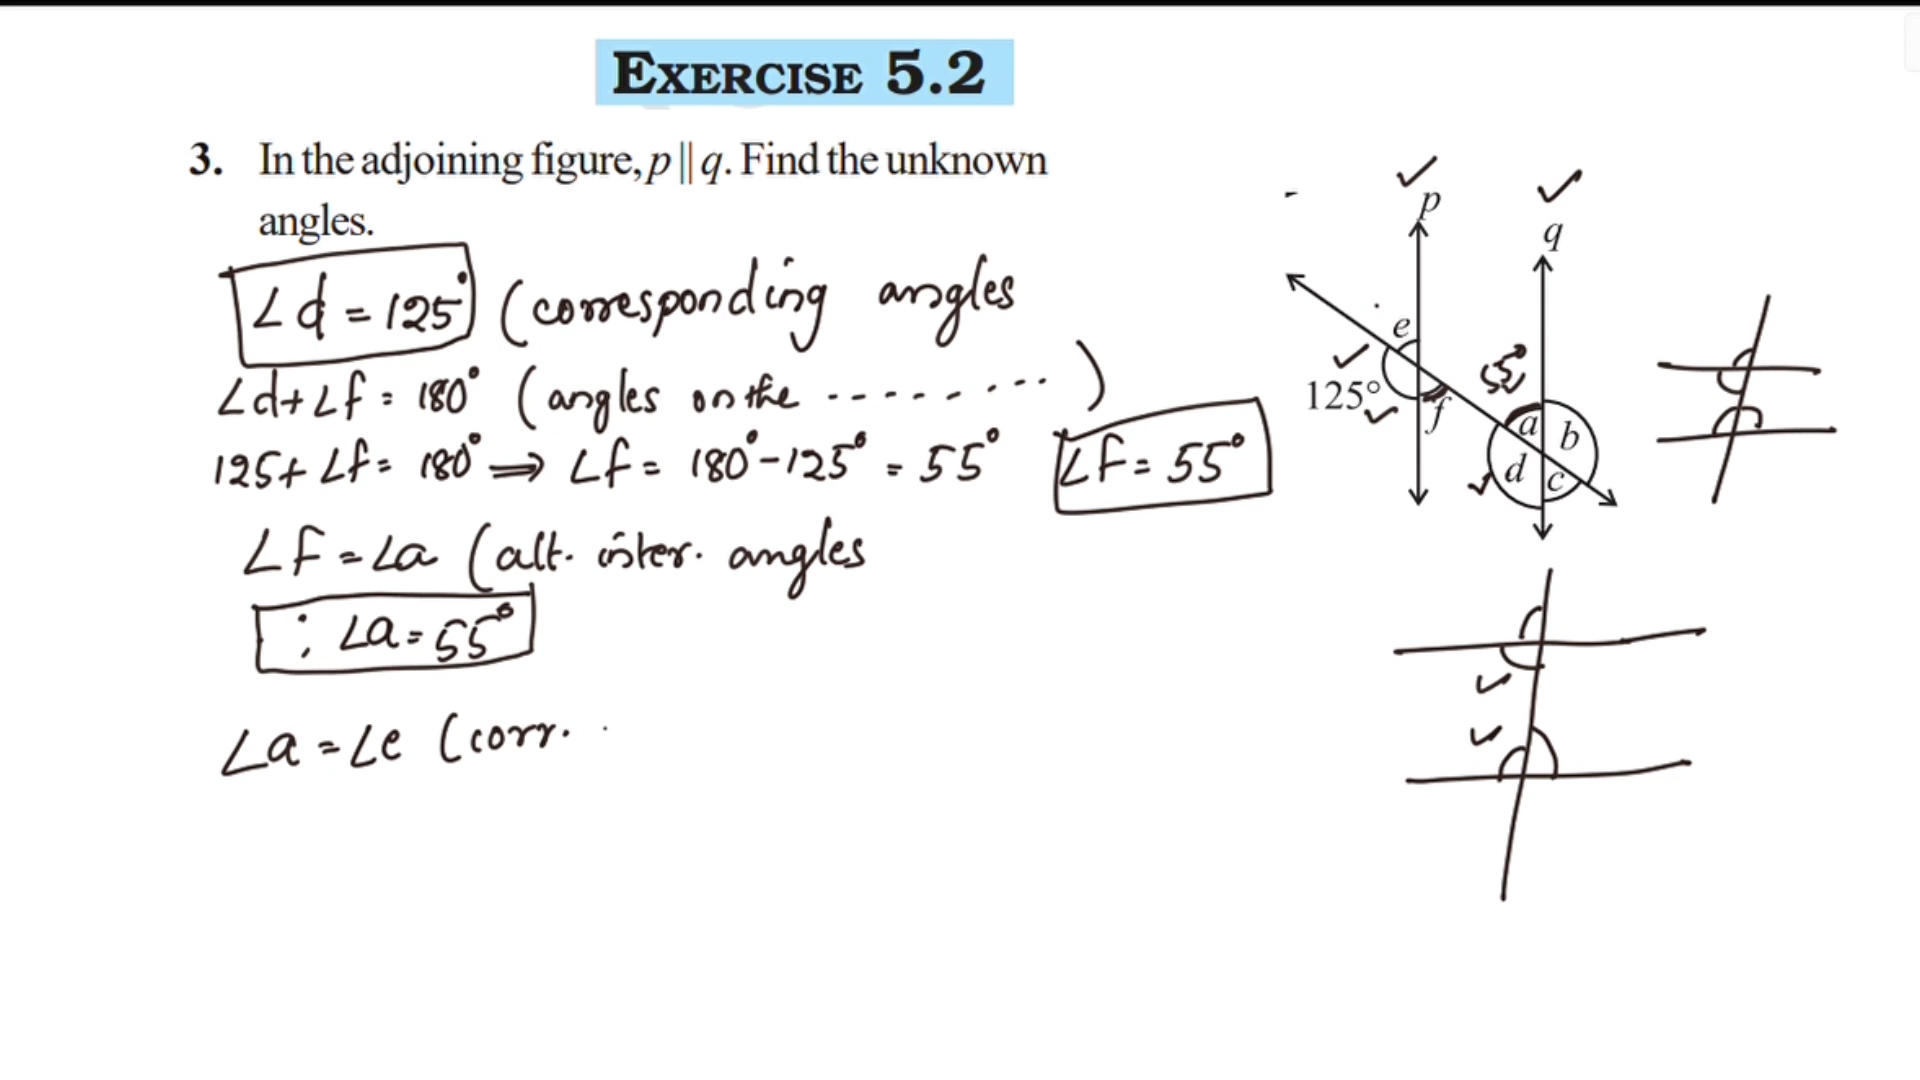 EXERCISE 5.2
3. In the adjoining figure, p || q. Find the unknown
angles.
∠d = 125° (corresponding angles
∠d + ∠f = 180° (angles on the ............)
125 + ∠f = 180° ⟹ ∠f = 180° - 125° = 55° ∠f = 55°
∠f = ∠a (alt. inter. angles
∴ ∠a = 55°
∠a = ∠e (corr.
p
q
e
125°
f
55°
a
b
d
c